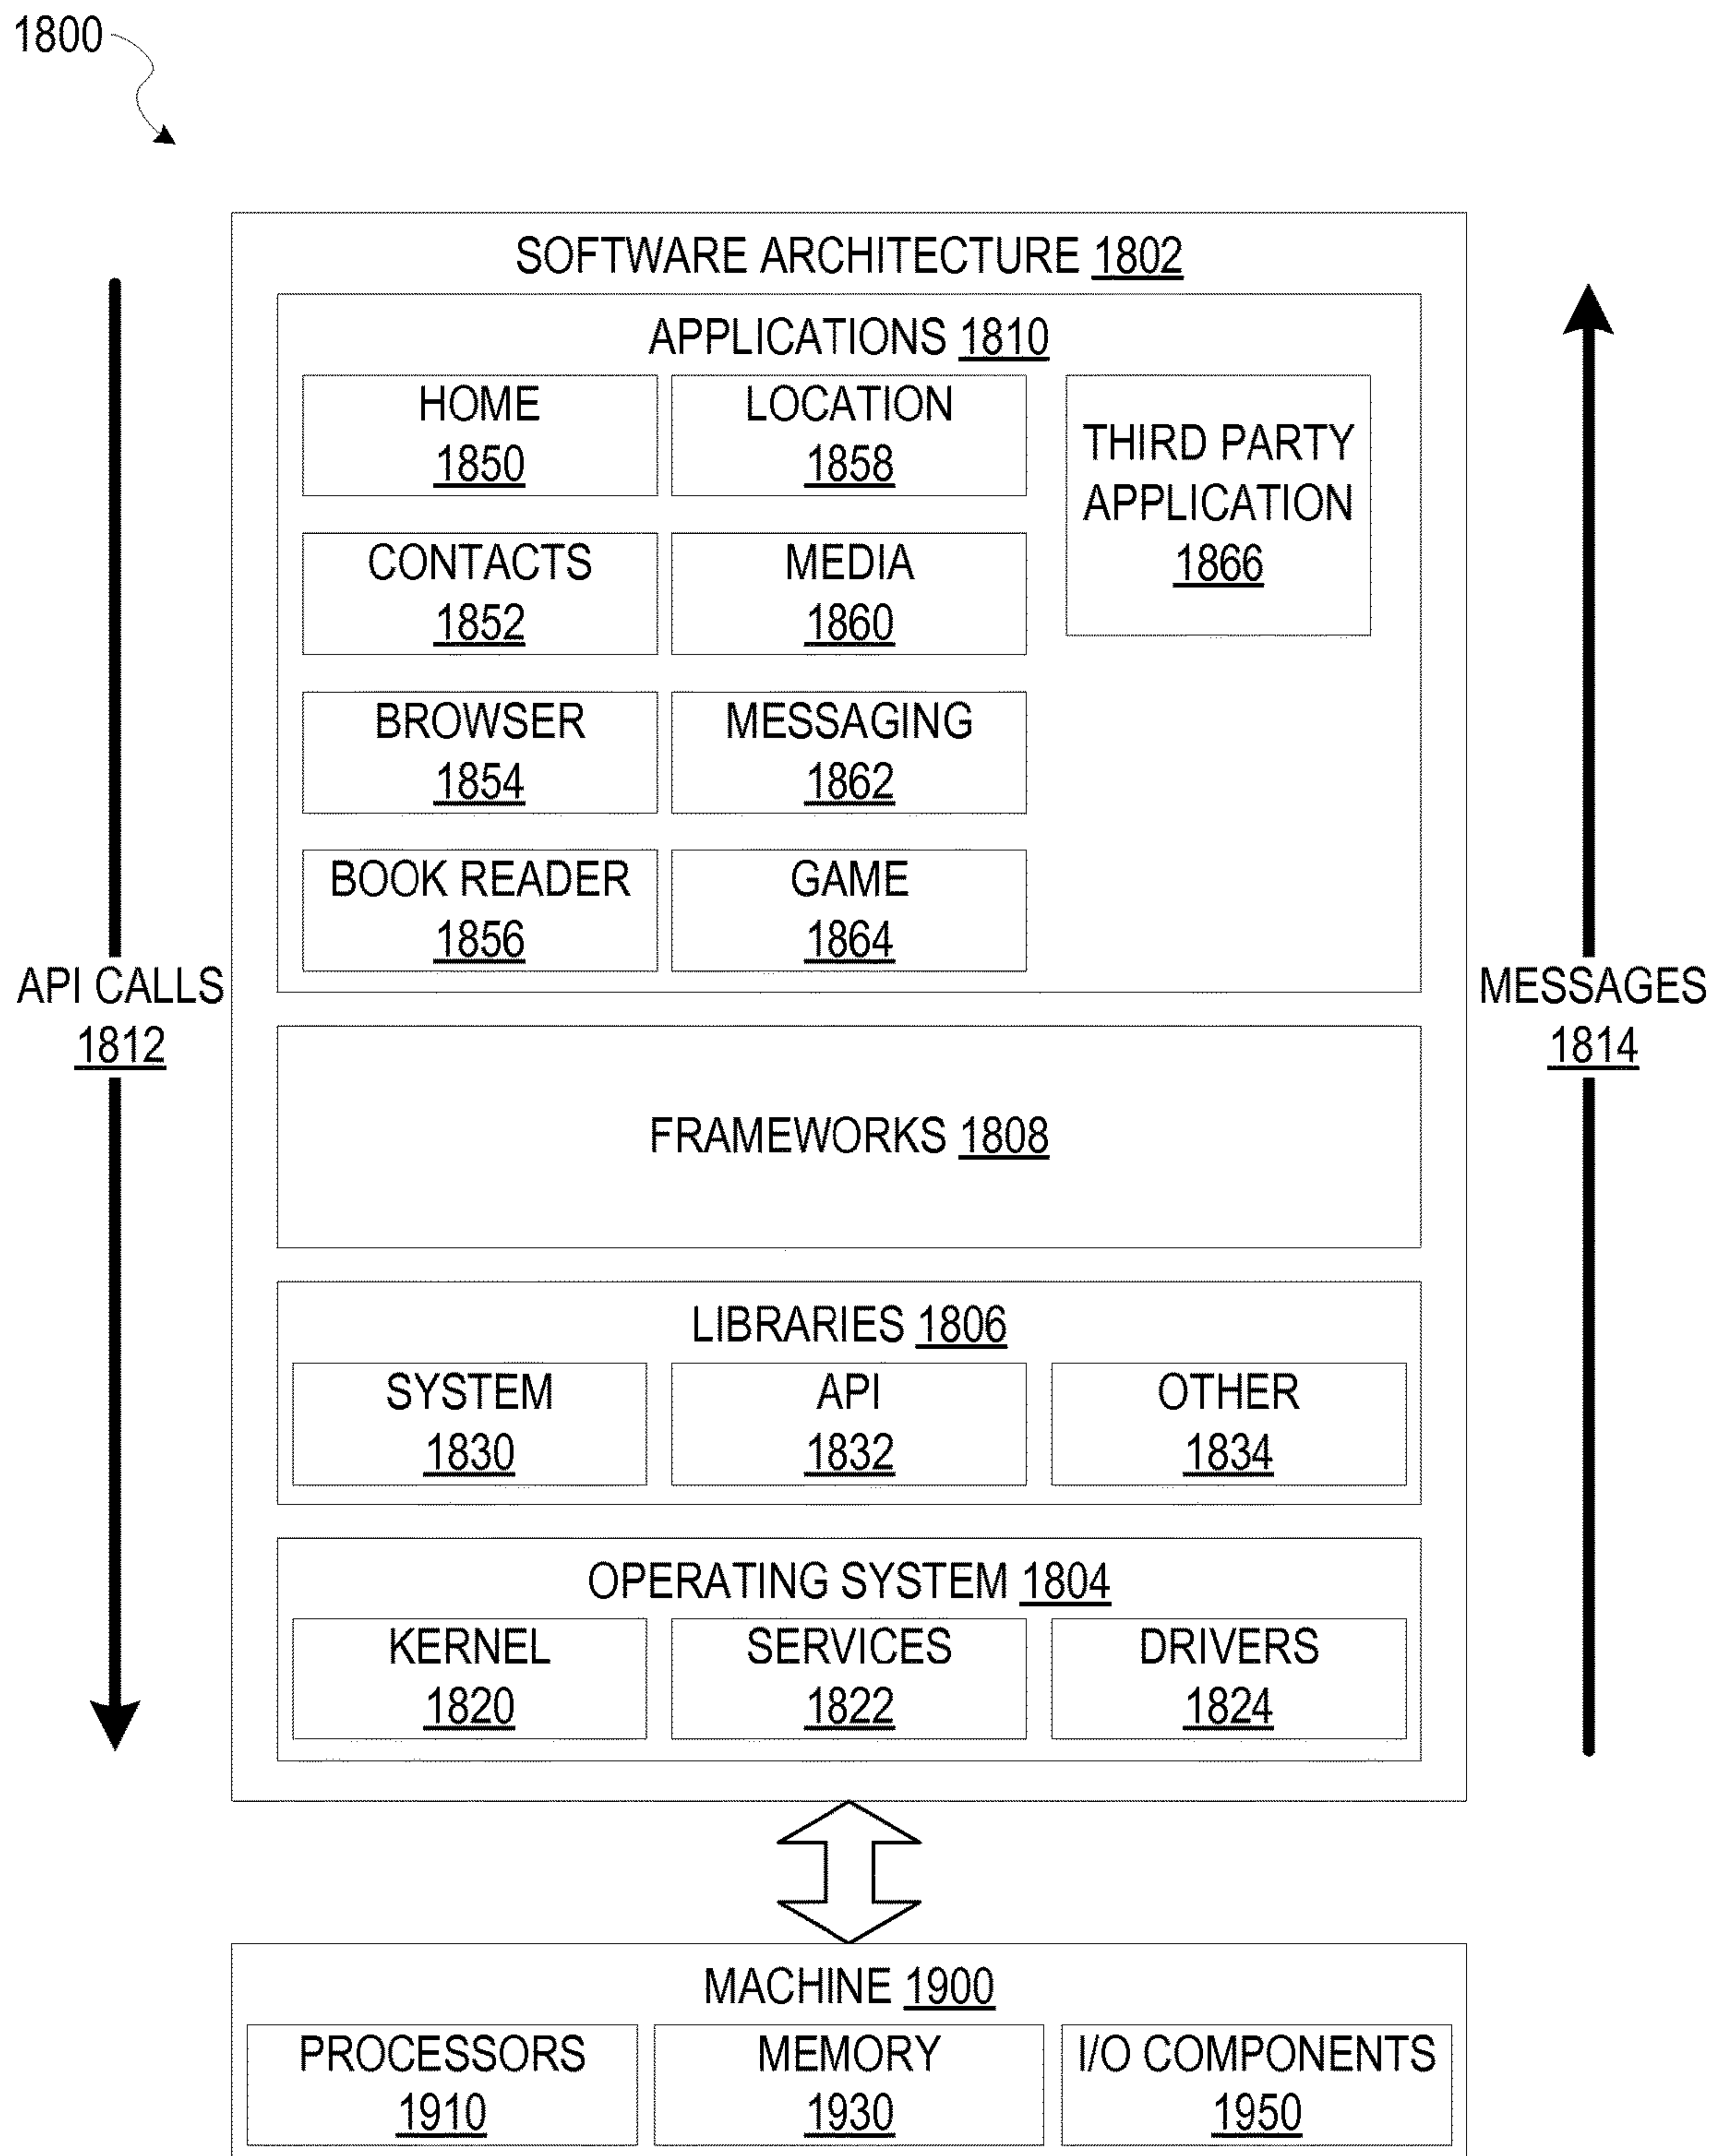 1800
SOFTWARE ARCHITECTURE 1802
APPLICATIONS 1810
HOME
1850
LOCATION
1858
THIRD PARTY
APPLICATION
1866
CONTACTS
1852
MEDIA
1860
BROWSER
1854
MESSAGING
1862
BOOK READER
1856
GAME
1864
API CALLS
1812
MESSAGES
1814
FRAMEWORKS 1808
LIBRARIES 1806
SYSTEM
1830
API
1832
OTHER
1834
OPERATING SYSTEM 1804
KERNEL
1820
SERVICES
1822
DRIVERS
1824
MACHINE 1900
PROCESSORS
1910
MEMORY
1930
I/O COMPONENTS
1950